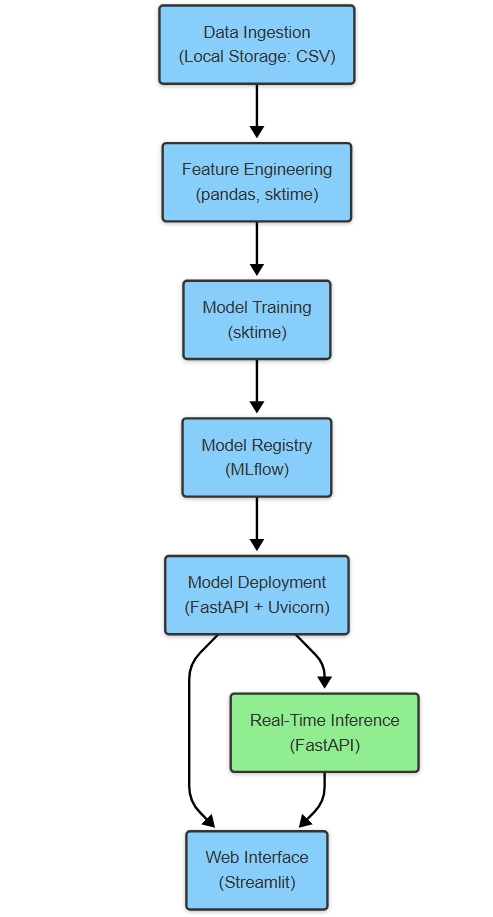 Data Ingestion
(Local Storage: CSV)
Feature Engineering
(pandas, sktime)
Model Training
(sktime)
Model Registry
(MLflow)
Model Deployment
(FastAPI + Uvicorn)
Real-Time Inference
(FastAPI)
Web Interface
(Streamlit)